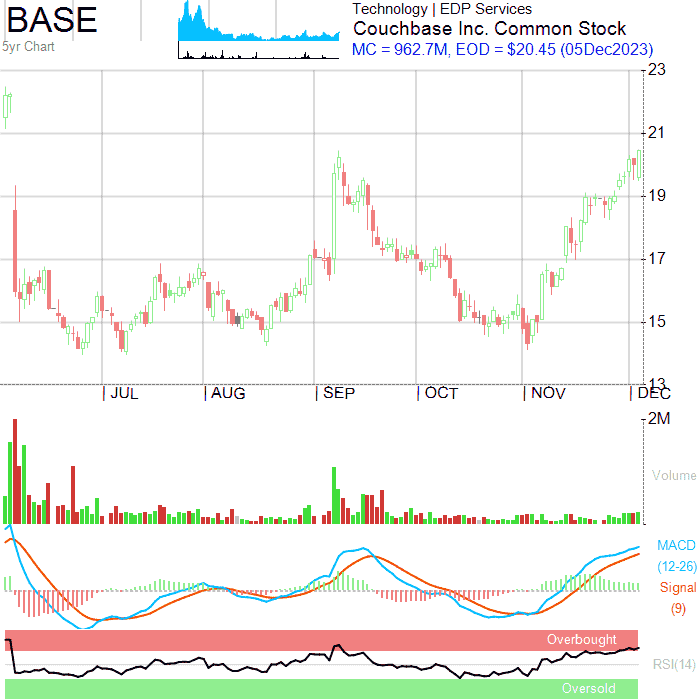 BASE
5yr Chart
Technology | EDP Services
Couchbase Inc. Common Stock
MC = 962.7M, EOD = $20.45 (05Dec2023)
23
21
19
17
15
13
JUL AUG SEP OCT NOV DEC
2M
Volume
MACD
(12-26)
Signal
(9)
Overbought
RSI(14)
Oversold